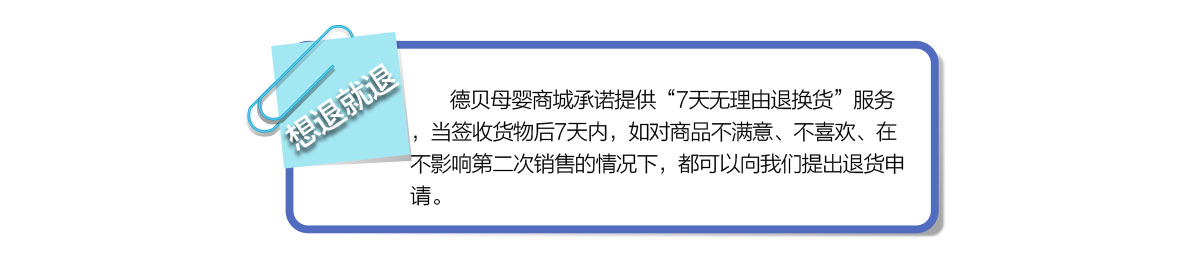 想退就退
德贝母婴商城承诺提供“7天无理由退换货”服务
，当签收货物后7天内，如对商品不满意、不喜欢、在
不影响第二次销售的情况下，都可以向我们提出退货申
请。